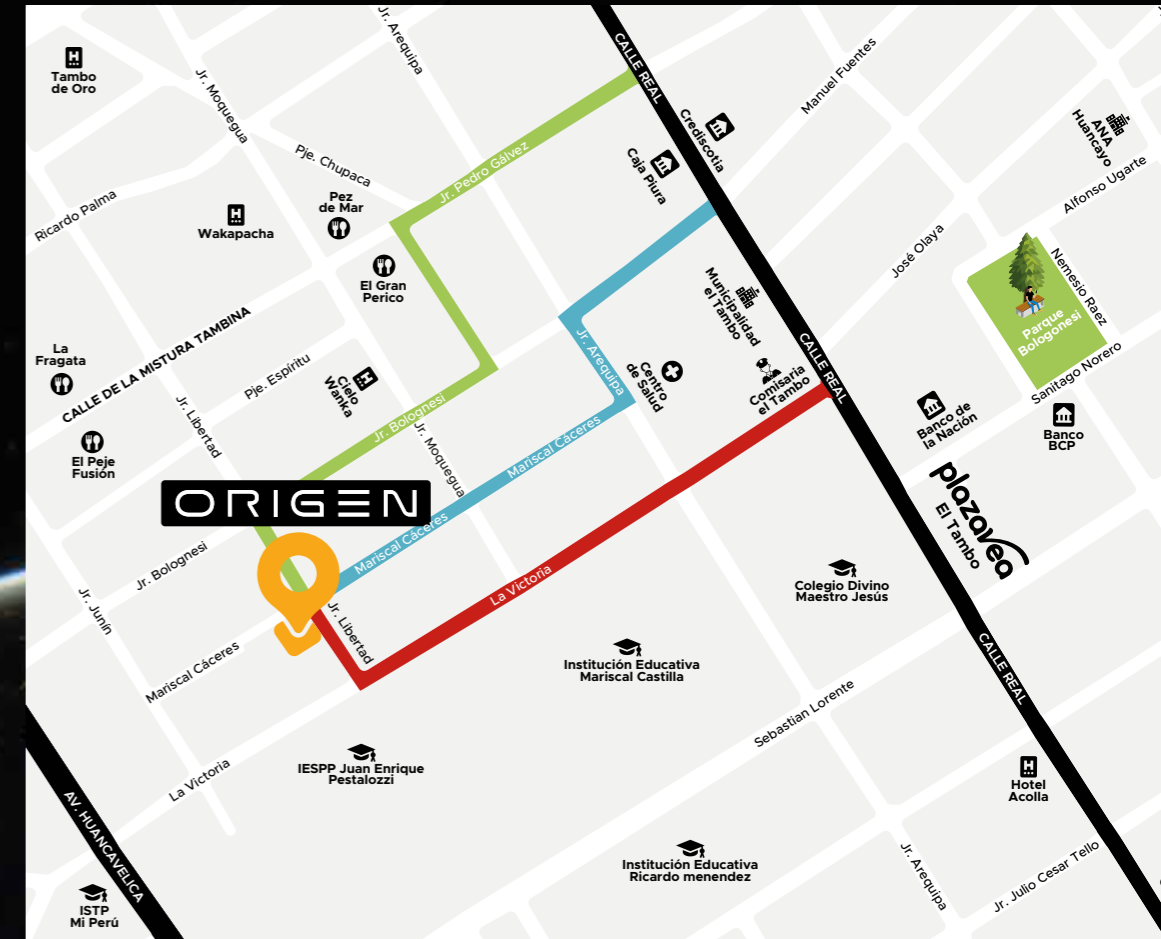 Jr. Arequipa
CALLE REAL
Manuel Fuentes
Tambo
de Oro
Jr. Moquegua
Crediscotia
ANA
Huancayo
Pje. Chupaca
Jr. Pedro Gálvez
Caja Piura
Alfonso Ugarte
Ricardo Palma
Pez
de Mar
Wakapacha
José Olaya
Nemesio Raez
El Gran
Perico
Municipalidad
el Tambo
Parque
Bologonesi
CALLE DE LA MISTURA TAMBINA
La
Fragata
Pje. Espíritu
Cielo
Wanka
Jr. Arequipa
Centro
de Salud
Comisaria
el Tambo
CALLE REAL
Sanitago Norero
Jr. Libertad
Jr. Bolognesi
Jr. Moquegua
Mariscal Cáceres
Banco de
la Nación
Banco
BCP
El Peje
Fusión
ORIGEN
plazavea
El Tambo
Mariscal Cáceres
Jr. Bolognesi
La Victoria
Colegio Divino
Maestro Jesús
Jr. Junín
Jr. Libertad
Mariscal Cáceres
Institución Educativa
Mariscal Castilla
CALLE REAL
Sebastian Lorente
IESPP Juan Enrique
Pestalozzi
La Victoria
Hotel
Acolla
AV. HUANCAVELICA
Institución Educativa
Ricardo menendez
Jr. Arequipa
Jr. Julio Cesar Tello
ISTP
Mi Perú